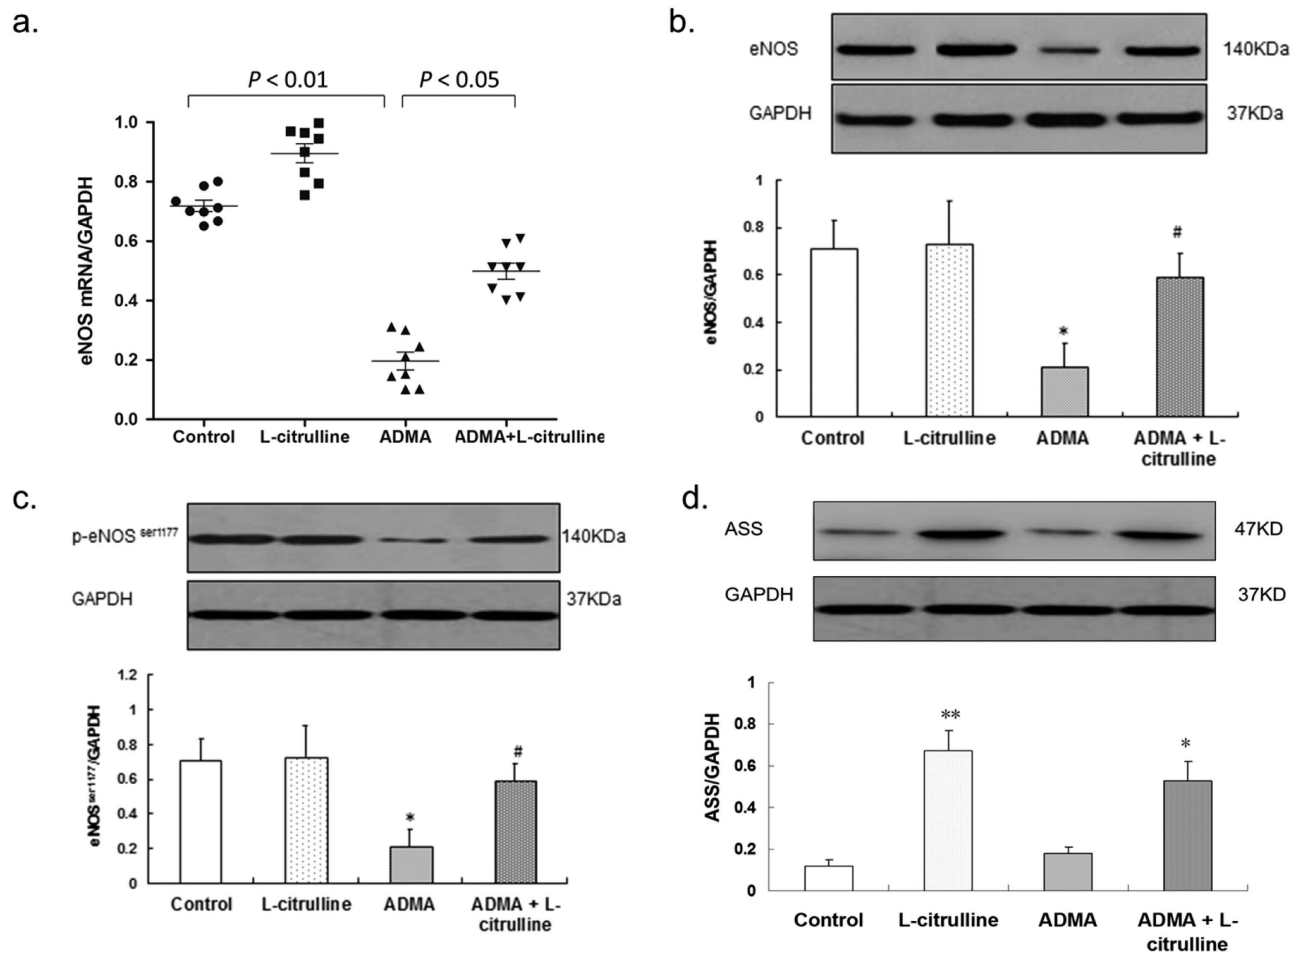 a.
P < 0.01
P < 0.05
eNOS mRNA/GAPDH
1.0
0.8
0.6
0.4
0.2
0.0
Control
L-citrulline
ADMA
ADMA+L-citrulline
b.
eNOS
140KDa
GAPDH
37KDa
eNOS/GAPDH
1
0.8
0.6
0.4
0.2
0
*
#
Control
L-citrulline
ADMA
ADMA + L-
citrulline
c.
p-eNOS ser1177
140KDa
GAPDH
37KDa
eNOSser1177/GAPDH
1.2
1
0.8
0.6
0.4
0.2
0
*
#
Control
L-citrulline
ADMA
ADMA + L-
citrulline
d.
ASS
47KD
GAPDH
37KD
ASS/GAPDH
1
0.8
0.6
0.4
0.2
0
**
*
Control
L-citrulline
ADMA
ADMA + L-
citrulline